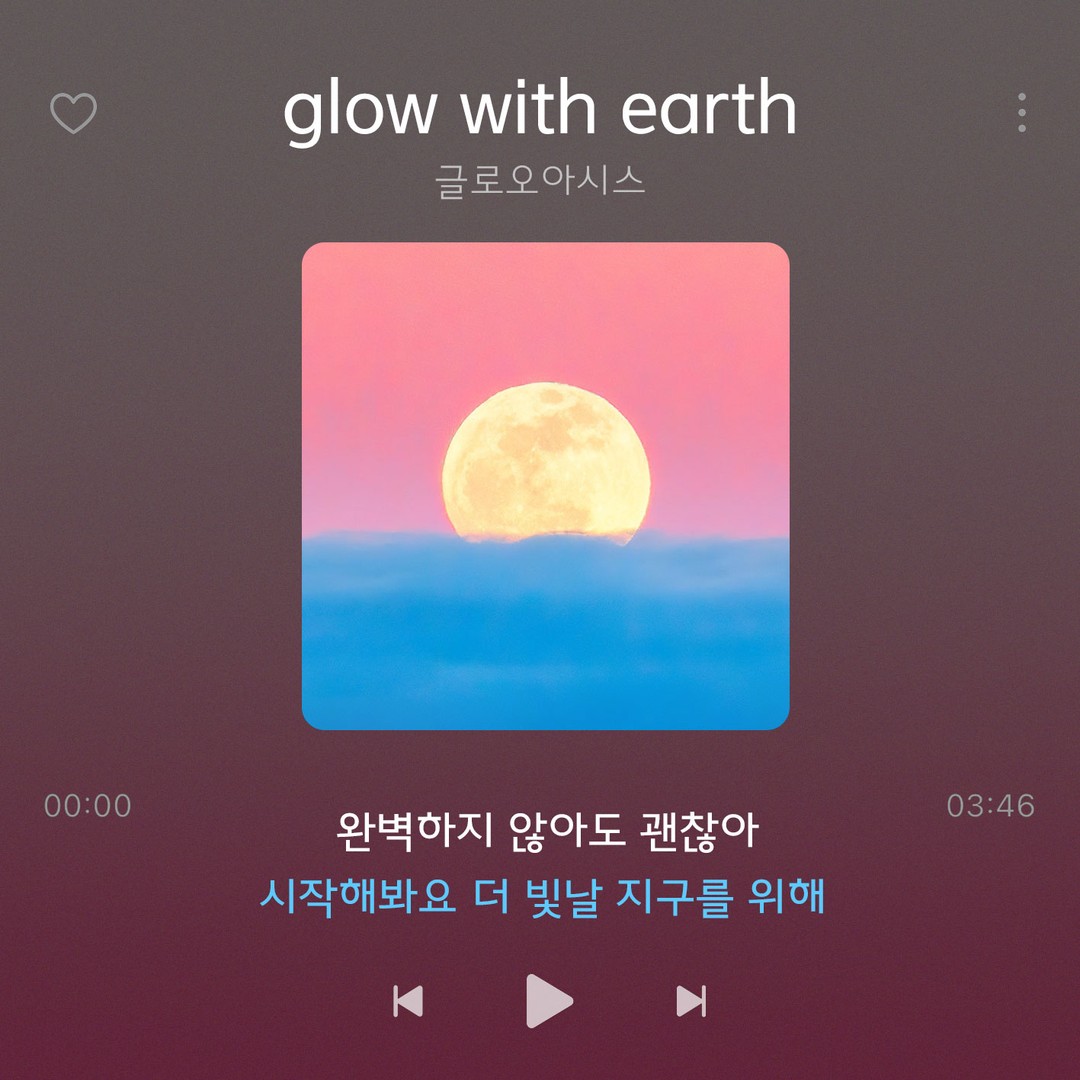 glow with earth
글로오아시스
00:00
03:46
완벽하지 않아도 괜찮아
시작해봐요 더 빛날 지구를 위해